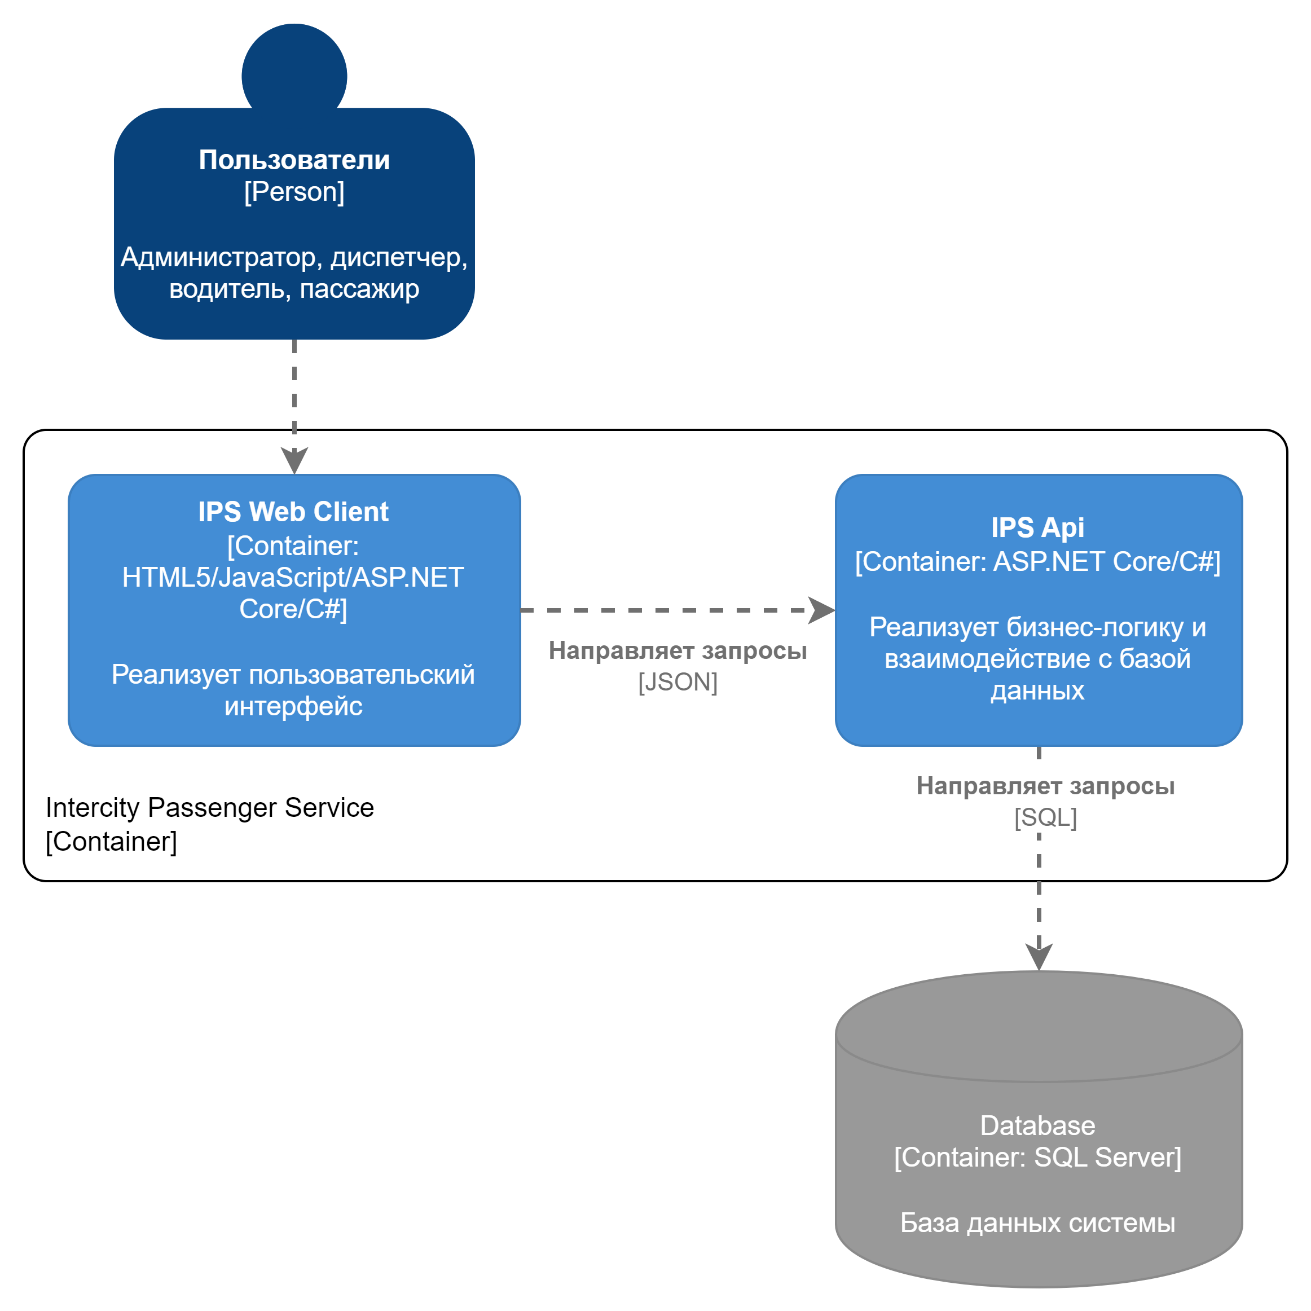 Пользователи
[Person]
Администратор, диспетчер,
водитель, пассажир
IPS Web Client
[Container:
HTML5/JavaScript/ASP.NET
Core/C#]
Реализует пользовательский
интерфейс
Направляет запросы
[JSON]
IPS Api
[Container: ASP.NET Core/C#]
Реализует бизнес-логику и
взаимодействие с базой
данных
Направляет запросы
[SQL]
Intercity Passenger Service
[Container]
Database
[Container: SQL Server]
База данных системы